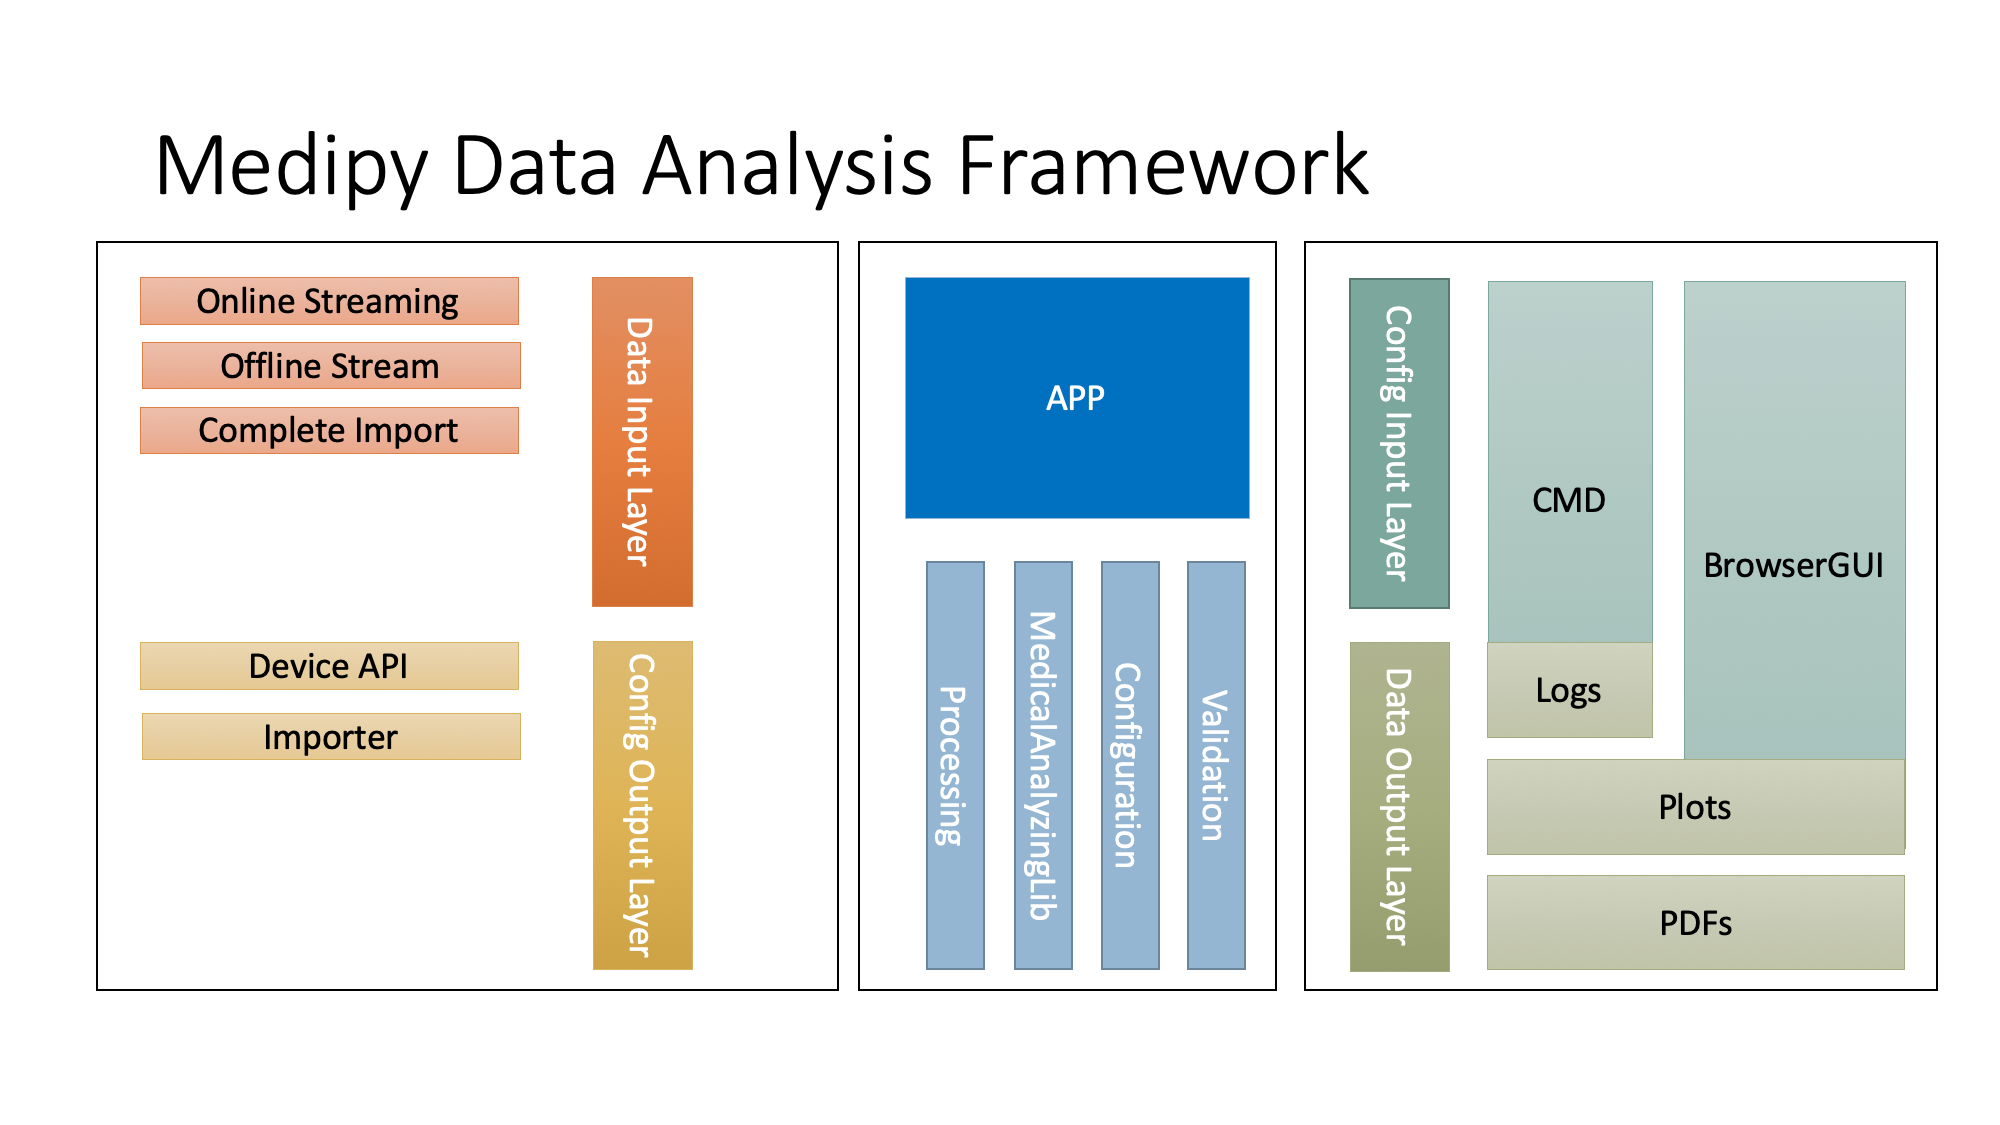 Medipy Data Analysis Framework
Online Streaming
Offline Stream
Complete Import
Data Input Layer
Device API
Importer
Config Output Layer
APP
Processing
MedicalAnalyzingLib
Configuration
Validation
Config Input Layer
CMD
BrowserGUI
Data Output Layer
Logs
Plots
PDFs